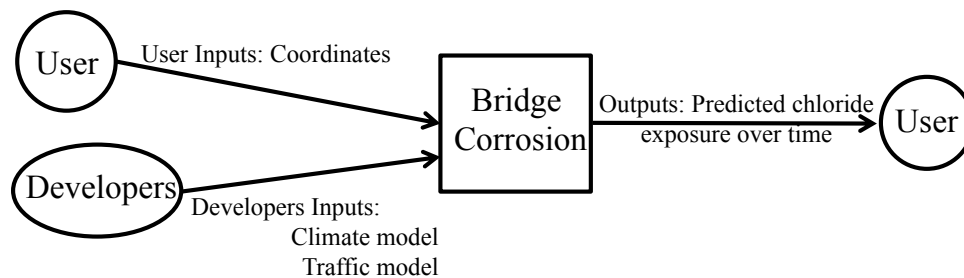 User
User Inputs: Coordinates
Developers
Developers Inputs:
Climate model
Traffic model
Bridge
Corrosion
Outputs: Predicted chloride
exposure over time
User